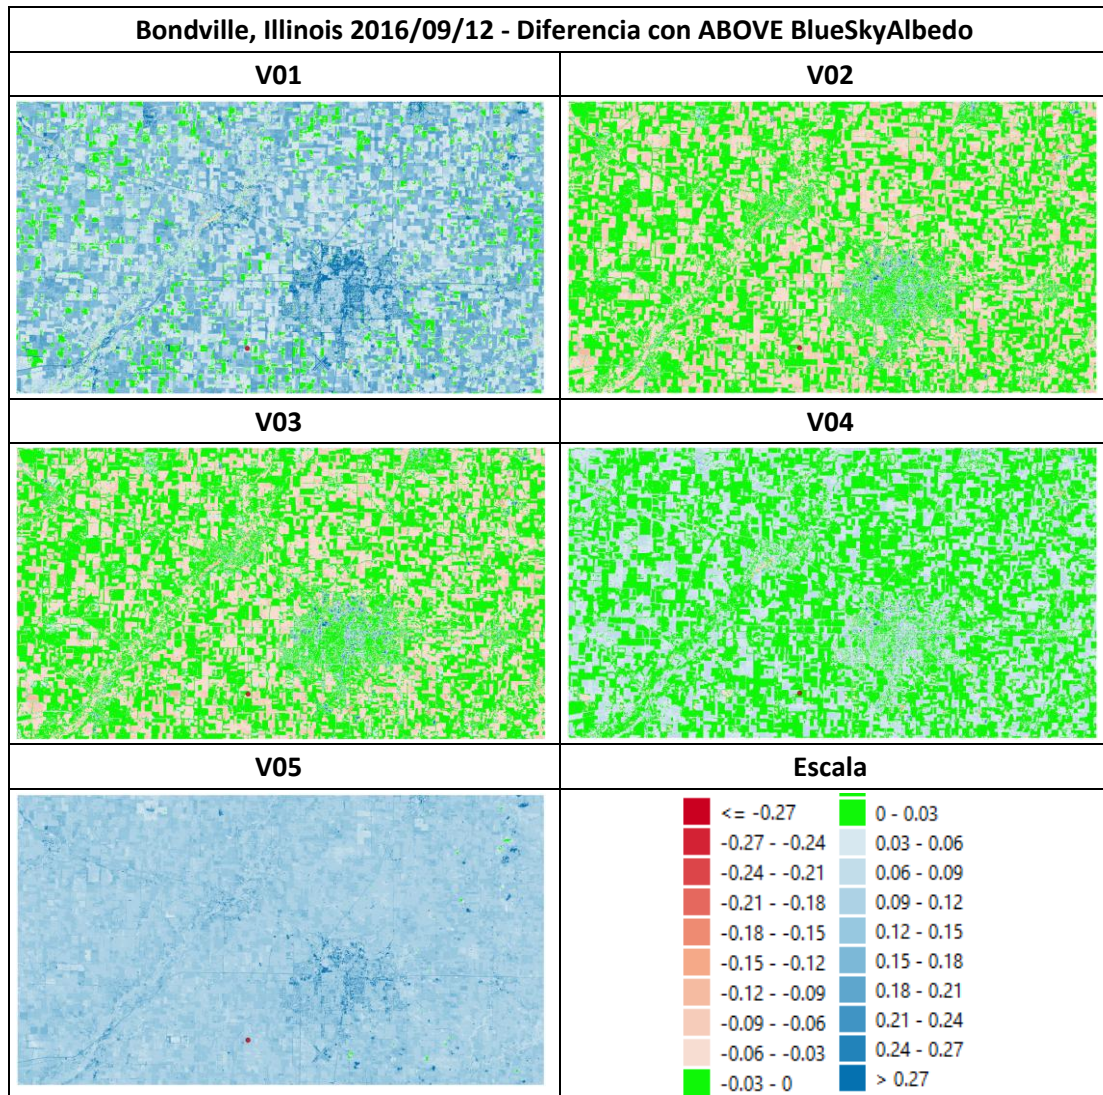 Bondville, Illinois 2016/09/12 - Diferencia con ABOVE BlueSkyAlbedo
V01
V02
V03
V04
V05
Escala
<= -0.27
-0.27 - -0.24
-0.24 - -0.21
-0.21 - -0.18
-0.18 - -0.15
-0.15 - -0.12
-0.12 - -0.09
-0.09 - -0.06
-0.06 - -0.03
-0.03 - 0
0 - 0.03
0.03 - 0.06
0.06 - 0.09
0.09 - 0.12
0.12 - 0.15
0.15 - 0.18
0.18 - 0.21
0.21 - 0.24
0.24 - 0.27
> 0.27